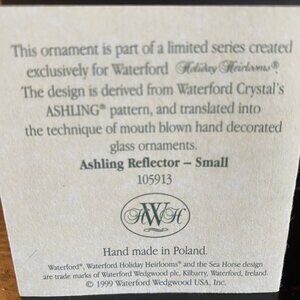 This ornament is part of a limited series created
exclusively for Waterford Holiday Heirlooms®.
The design is derived from Waterford Crystal's
ASHLING® pattern, and translated into
the technique of mouth blown hand decorated
glass ornaments.
Ashling Reflector – Small
105913
WHH
Hand made in Poland.
Waterford®, Waterford Holiday Heirlooms® and the Sea Horse design
are trade marks of Waterford Wedgwood plc, Kilbarry, Waterford, Ireland.
© 1999 Waterford Wedgwood USA, Inc.